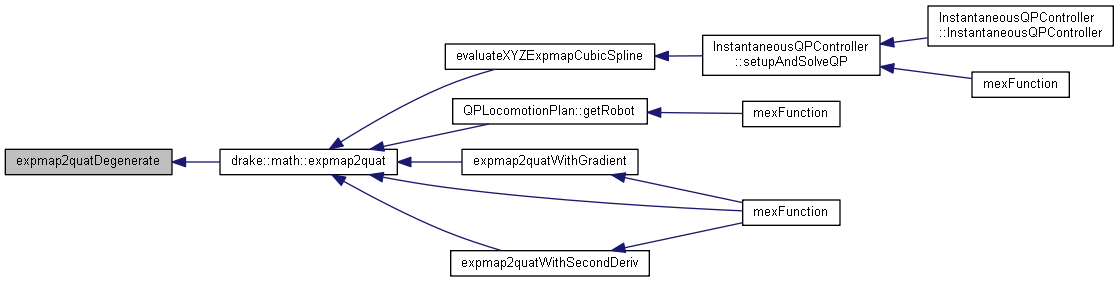 InstantaneousQPController
::InstantaneousQPController
evaluateXYZExpmapCubicSpline
InstantaneousQPController
::setupAndSolveQP
mexFunction
QPLocomotionPlan::getRobot
mexFunction
expmap2quatDegenerate
drake::math::expmap2quat
expmap2quatWithGradient
mexFunction
expmap2quatWithSecondDeriv